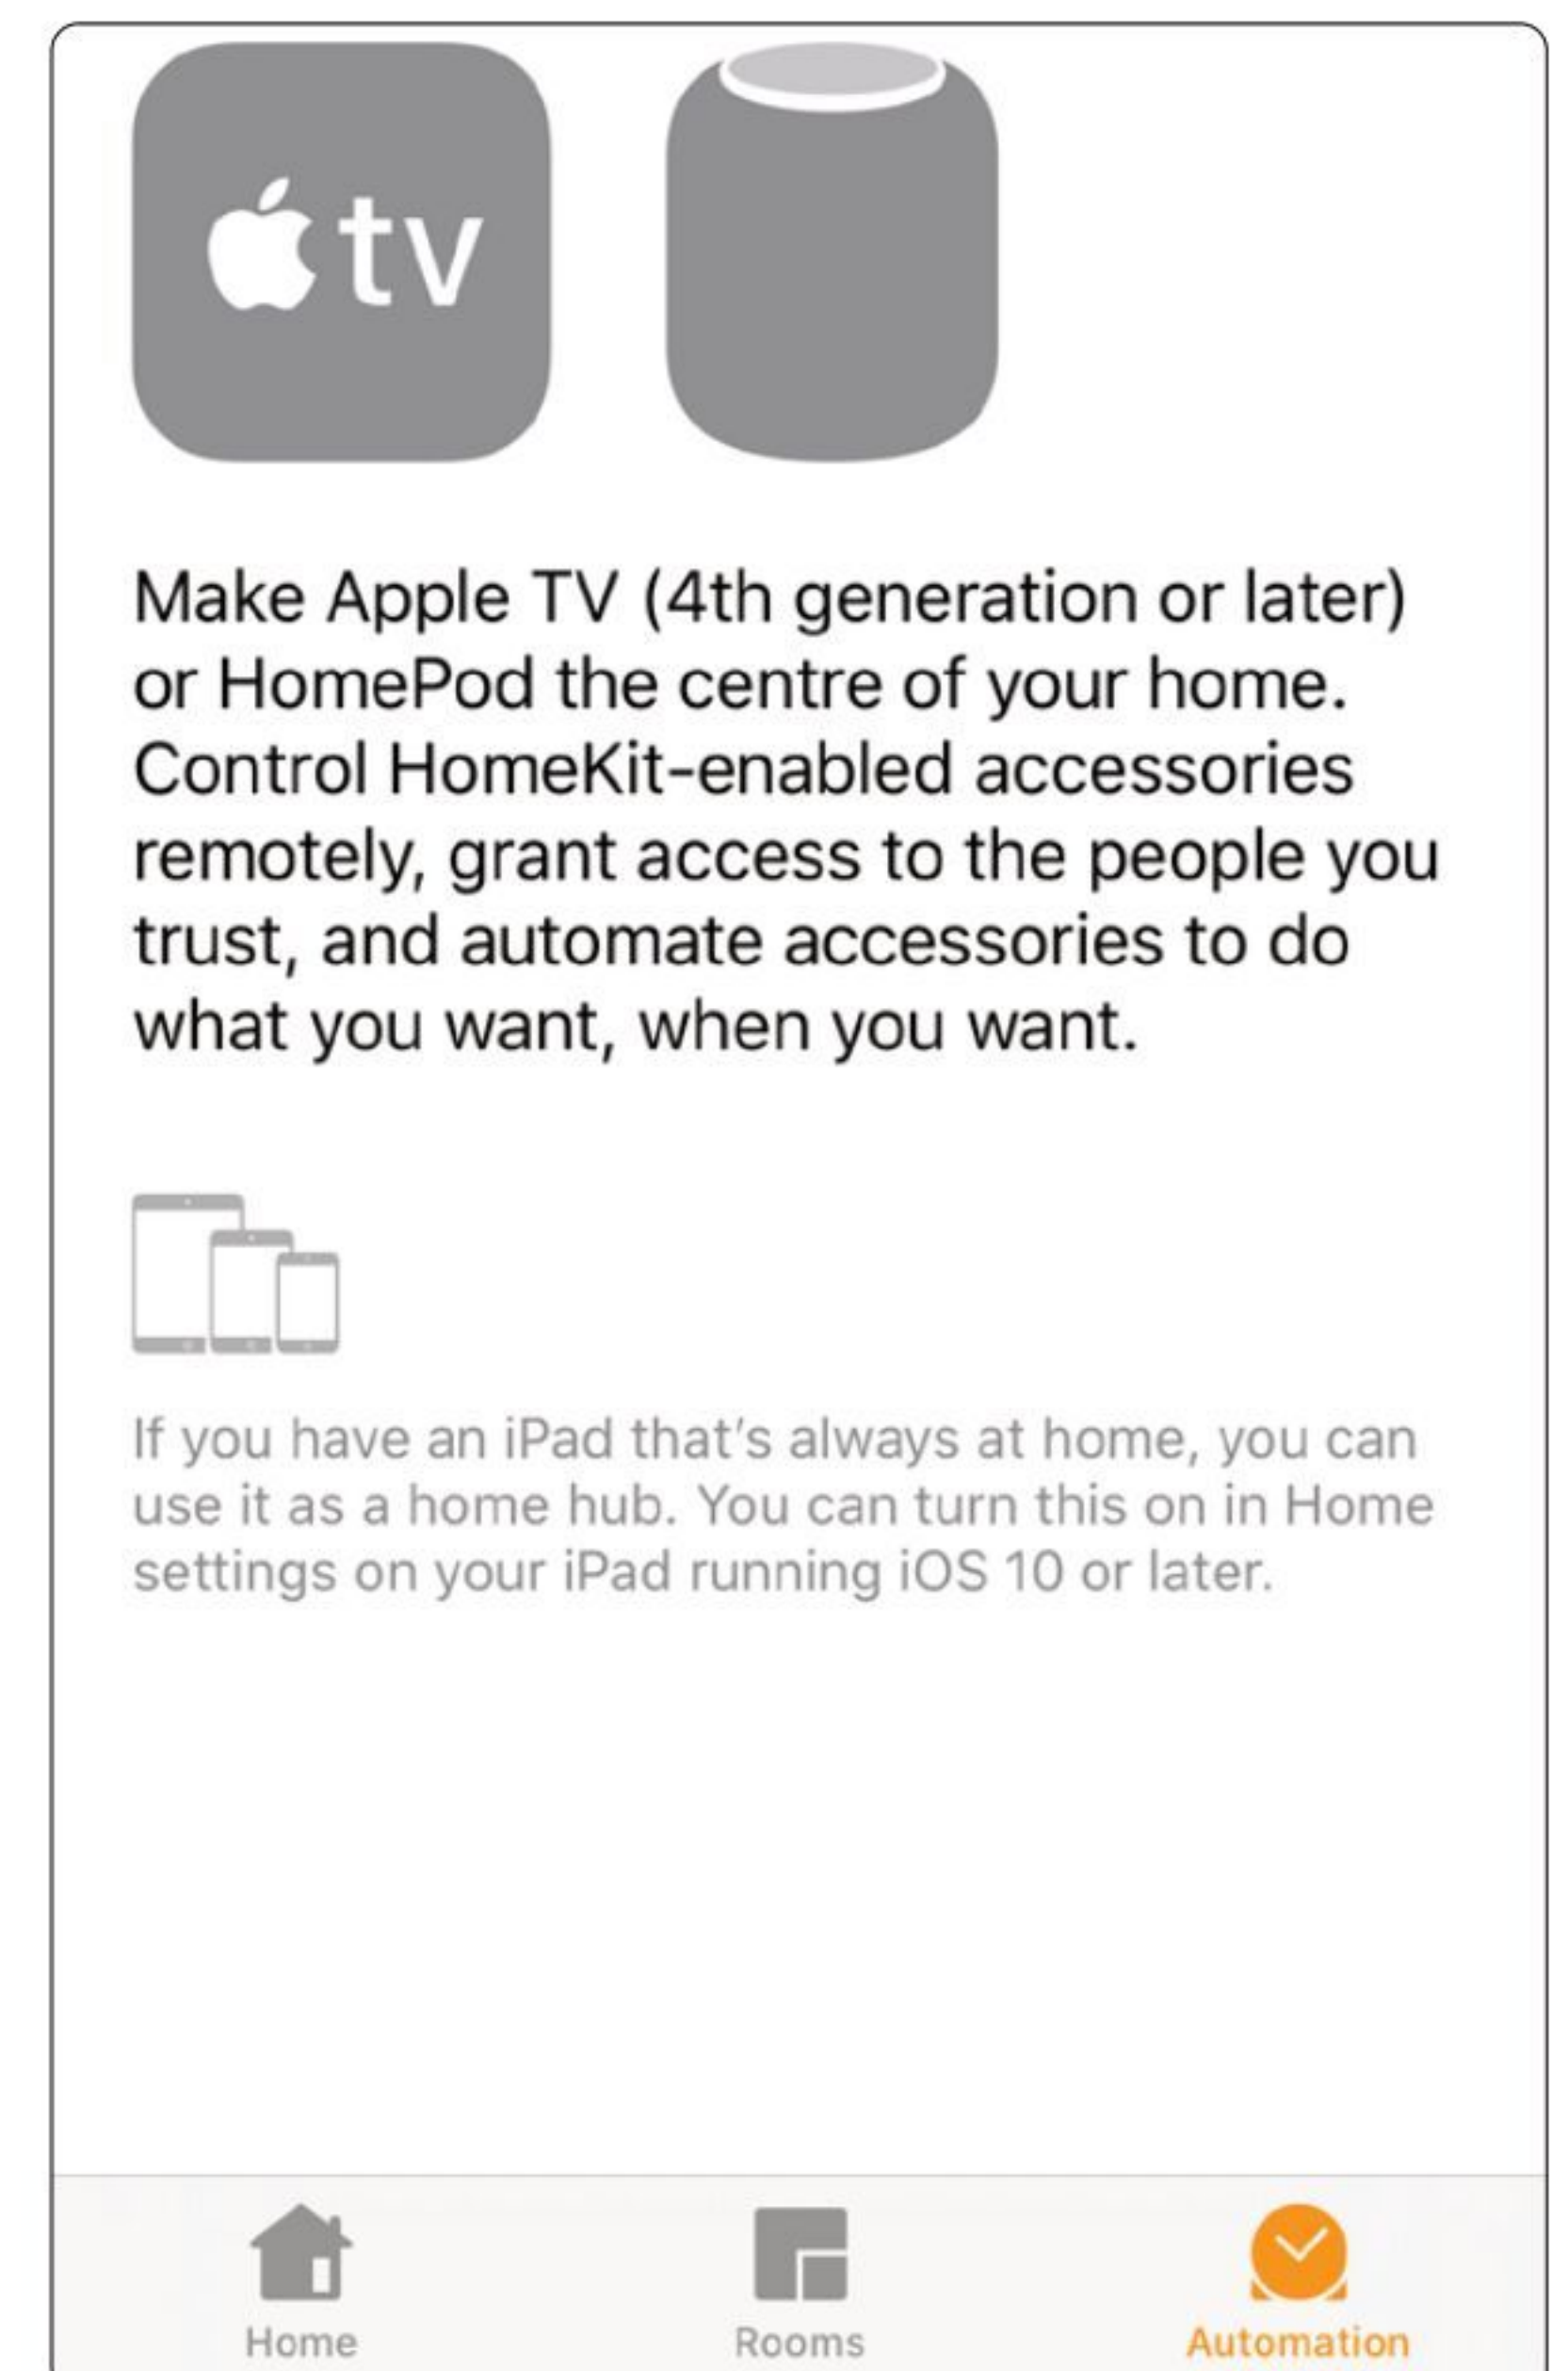 tv
Make Apple TV (4th generation or later)
or HomePod the centre of your home.
Control HomeKit-enabled accessories
remotely, grant access to the people you
trust, and automate accessories to do
what you want, when you want.
If you have an iPad that’s always at home, you can
use it as a home hub. You can turn this on in Home
settings on your iPad running iOS 10 or later.
Home Rooms Automation